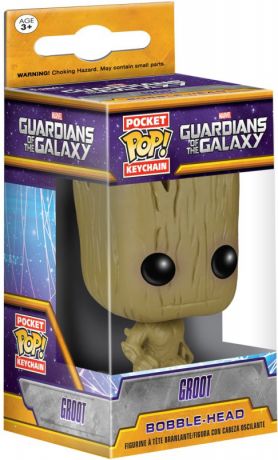 AGE
3+
WARNING! Choking Hazard. May contain small parts.
MARVEL
GUARDIANS
OF THE
GALAXY
POCKET
POP!
KEYCHAIN
MARVEL
GUARDIANS
OF THE
GALAXY
POCKET
POP!
KEYCHAIN
GROOT
GROOT
BOBBLE-HEAD
FIGURINE À TÊTE BRANLANTE/FIGURA CON CABEZA OSCILANTE